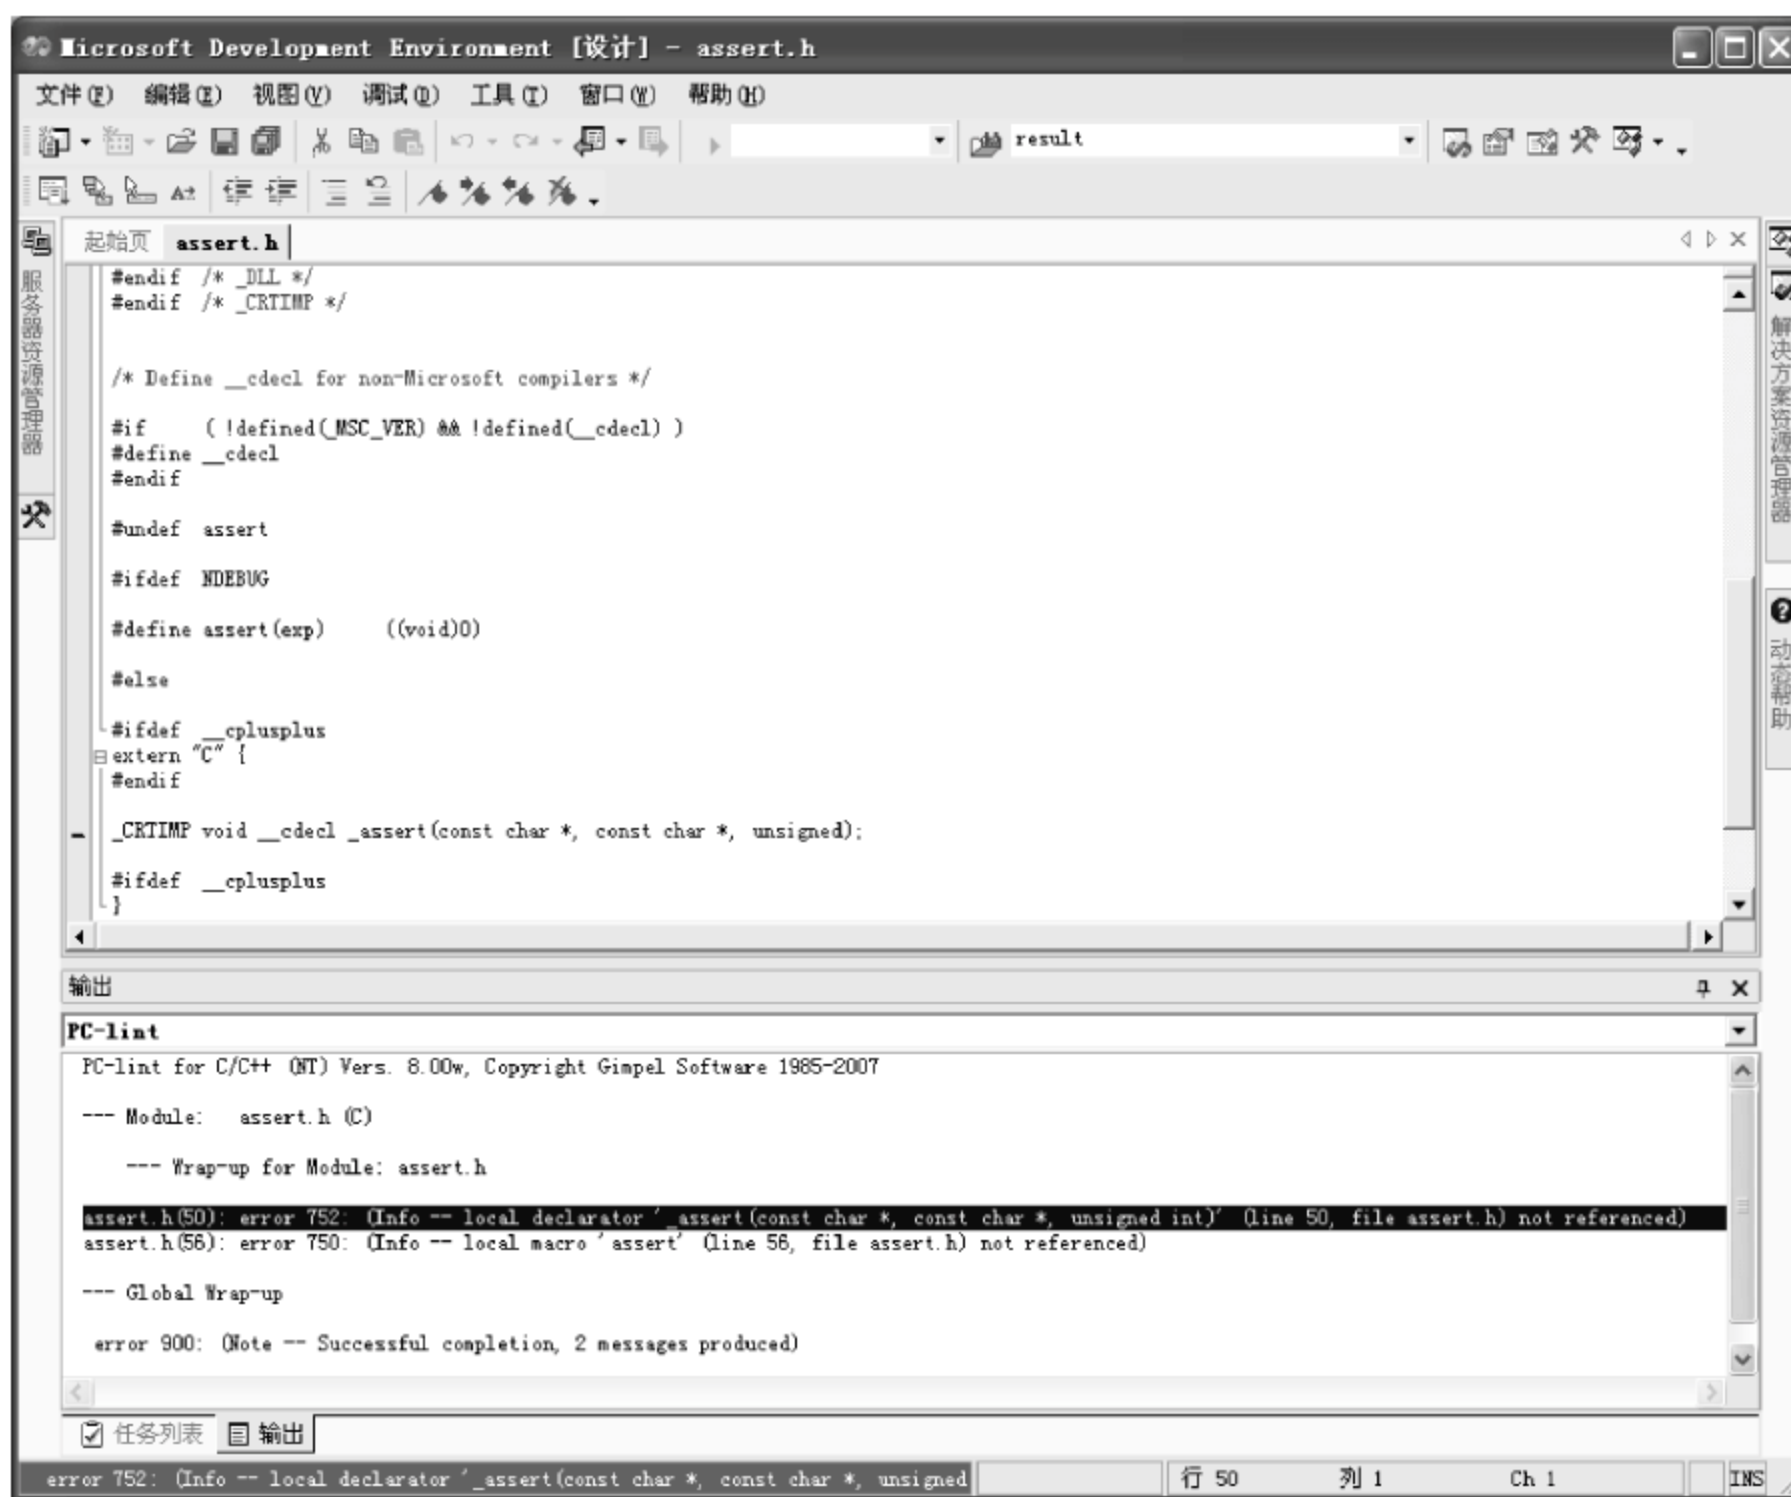 Microsoft Development Environment [设计] - assert.h
文件(F) 编辑(E) 视图(V) 调试(D) 工具(T) 窗口(W) 帮助(H)
result
起始页 assert.h
服务器资源管理器
#endif /* _DLL */
#endif /* _CRTIMP */
/* Define __cdecl for non-Microsoft compilers */
#if ( !defined(_MSC_VER) && !defined(__cdecl) )
#define __cdecl
#endif
#undef assert
#ifdef NDEBUG
#define assert(exp) ((void)0)
#else
#ifdef __cplusplus
extern "C" {
#endif
_CRTIMP void __cdecl _assert(const char *, const char *, unsigned);
#ifdef __cplusplus
}
解决方案资源管理器
动态帮助
输出
PC-lint
PC-lint for C/C++ (NT) Vers. 8.00w, Copyright Gimpel Software 1985-2007
--- Module: assert.h (C)
--- Wrap-up for Module: assert.h
assert.h(50): error 752: (Info -- local declarator '_assert(const char *, const char *, unsigned int)' (line 50, file assert.h) not referenced)
assert.h(56): error 750: (Info -- local macro 'assert' (line 56, file assert.h) not referenced)
--- Global Wrap-up
error 900: (Note -- Successful completion, 2 messages produced)
任务列表 输出
error 752: (Info -- local declarator '_assert(const char *, const char *, unsigned 行 50 列 1 Ch 1 INS